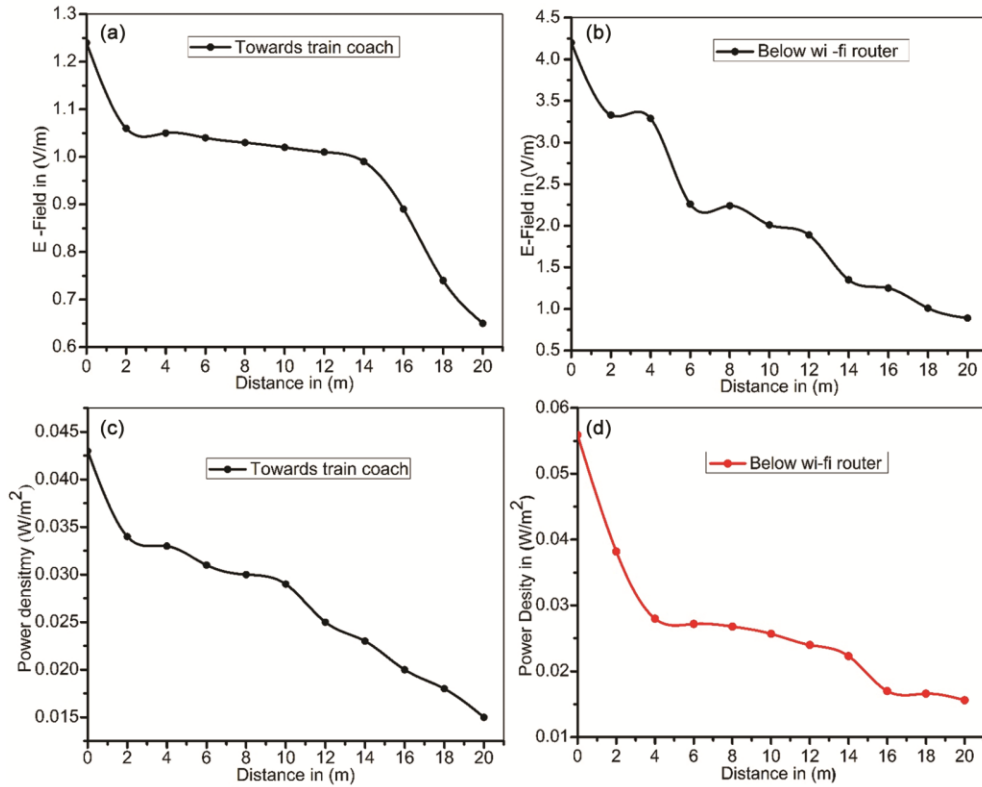 (a)
Towards train coach
1.3
1.2
1.1
1.0
0.9
0.8
0.7
0.6
E -Field in (V/m)
0 2 4 6 8 10 12 14 16 18 20
Distance in (m)
(b)
Below wi -fi router
4.5
4.0
3.5
3.0
2.5
2.0
1.5
1.0
0.5
E-Field in (V/m)
0 2 4 6 8 10 12 14 16 18 20
Distance in (m)
(c)
Towards train coach
0.045
0.040
0.035
0.030
0.025
0.020
0.015
Power densitmy (W/m²)
0 2 4 6 8 10 12 14 16 18 20
Distance in (m)
(d)
Below wi-fi router
0.06
0.05
0.04
0.03
0.02
0.01
Power Desity in (W/m²)
0 2 4 6 8 10 12 14 16 18 20
Distance in (m)